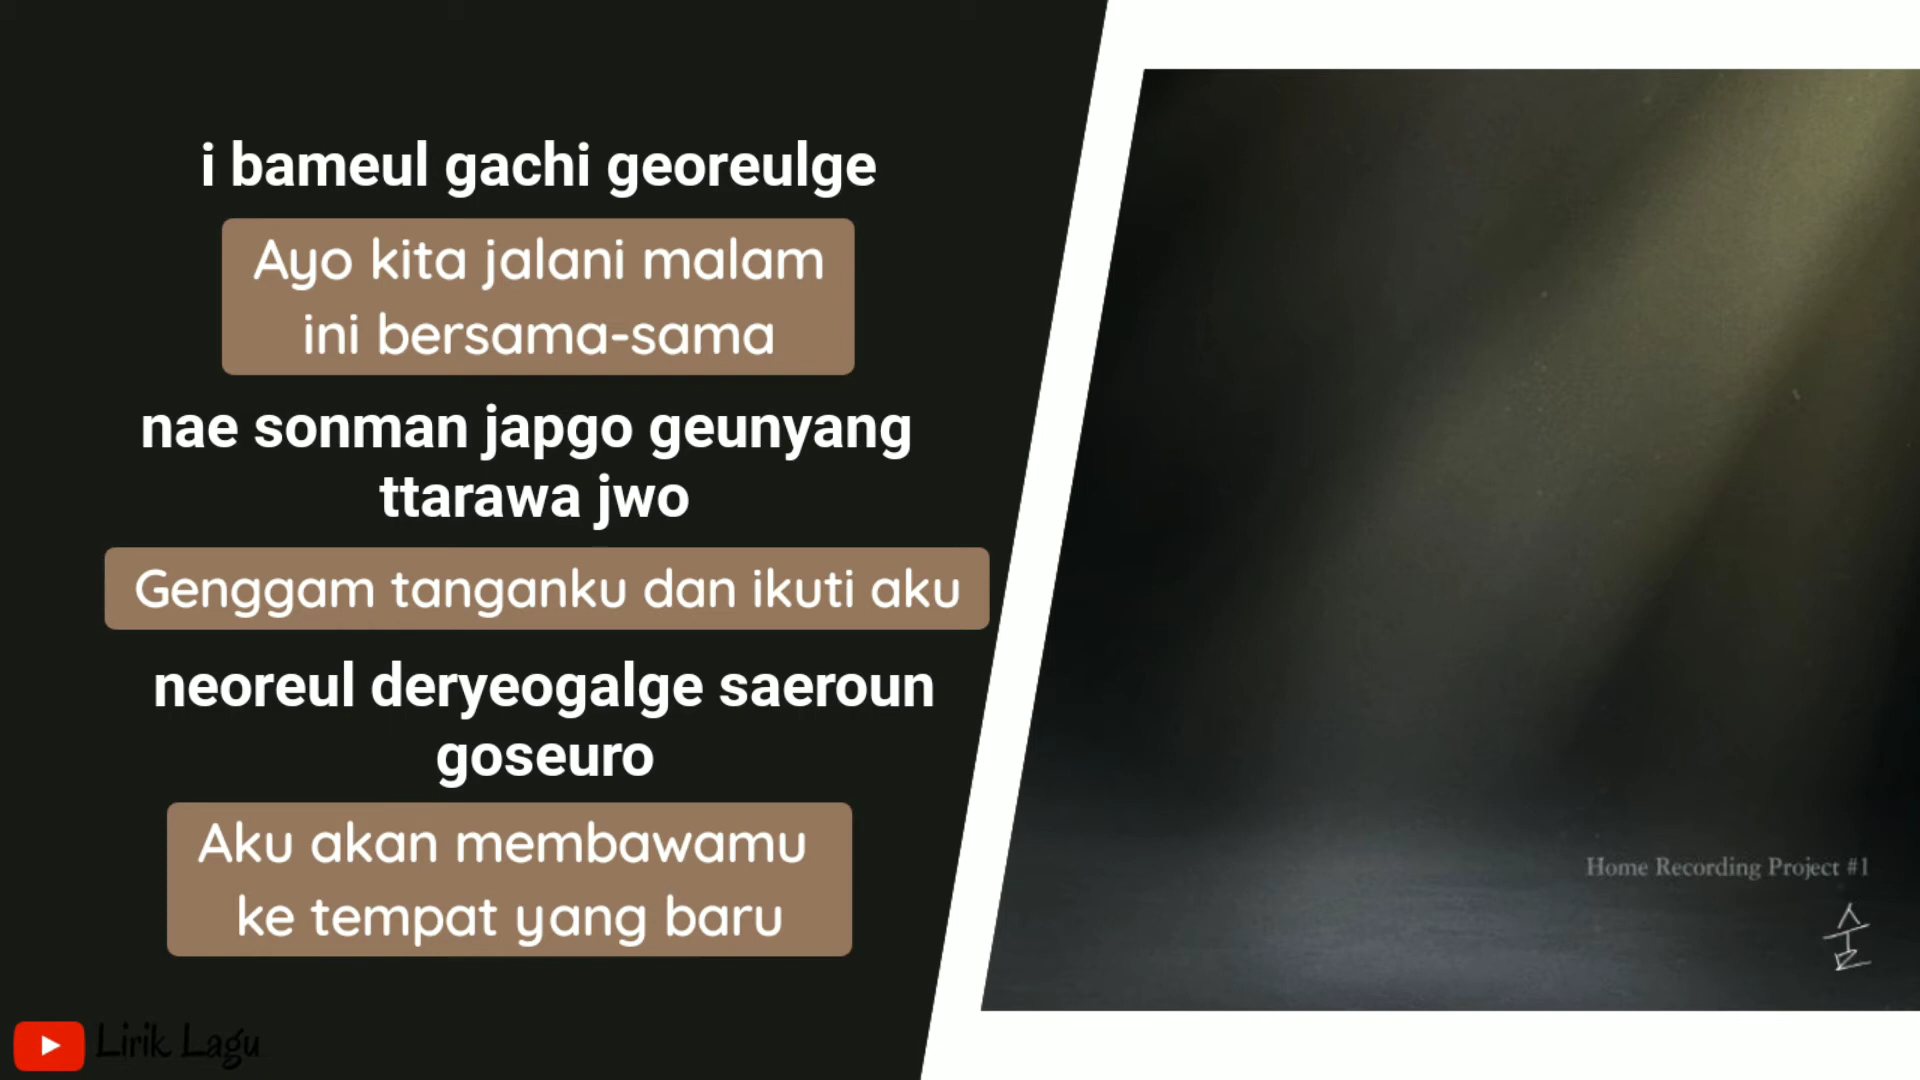 i bameul gachi georeulge
Ayo kita jalani malam
ini bersama-sama
nae sonman japgo geunyang
ttarawa jwo
Genggam tanganku dan ikuti aku
neoreul deryeogalge saeroun
goseuro
Aku akan membawamu
ke tempat yang baru
Home Recording Project #1
숲
Lirik Lagu